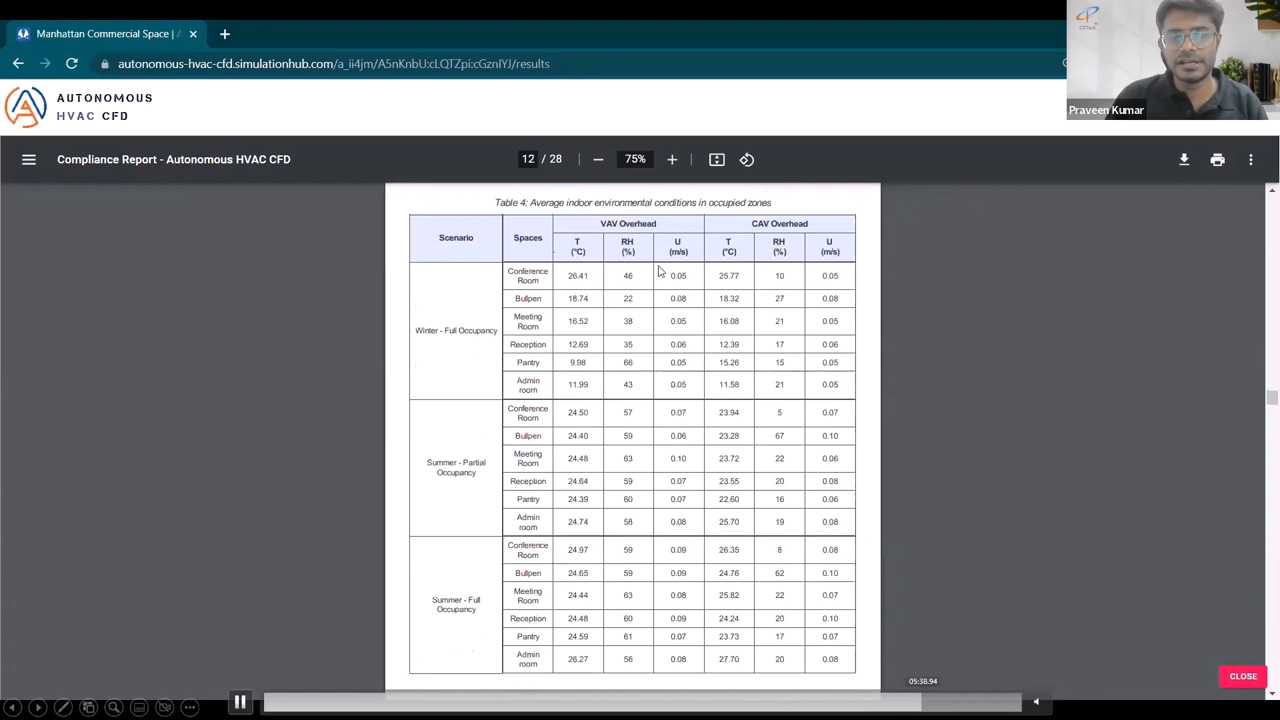 Manhattan Commercial Space | A
autonomous-hvac-cfd.simulationhub.com/a_ii4jm/A5nKnbU:cLQTZpi:cGznIYJ/results
CCTech
Praveen Kumar
AUTONOMOUS
HVAC CFD
Compliance Report - Autonomous HVAC CFD 12 / 28 75%
Table 4: Average indoor environmental conditions in occupied zones
Scenario Spaces VAV Overhead CAV Overhead
T (°C) RH (%) U (m/s) T (°C) RH (%) U (m/s)
Winter - Full Occupancy
Conference Room 26.41 46 0.05 25.77 10 0.05
Bullpen 18.74 22 0.08 18.32 27 0.08
Meeting Room 16.52 38 0.05 16.08 21 0.05
Reception 12.69 35 0.06 12.39 17 0.06
Pantry 9.98 66 0.05 15.26 15 0.05
Admin room 11.99 43 0.05 11.58 21 0.05
Summer - Partial Occupancy
Conference Room 24.50 57 0.07 23.94 5 0.07
Bullpen 24.40 59 0.06 23.28 67 0.10
Meeting Room 24.48 63 0.10 23.72 22 0.06
Reception 24.64 59 0.07 23.55 20 0.08
Pantry 24.39 60 0.07 22.60 16 0.06
Admin room 24.74 58 0.08 25.70 19 0.08
Summer - Full Occupancy
Conference Room 24.97 59 0.09 26.35 8 0.08
Bullpen 24.65 59 0.09 24.76 62 0.10
Meeting Room 24.44 63 0.08 25.82 22 0.07
Reception 24.48 60 0.09 24.24 20 0.10
Pantry 24.59 61 0.07 23.73 17 0.07
Admin room 26.27 56 0.08 27.70 20 0.08
CLOSE
05:38.94